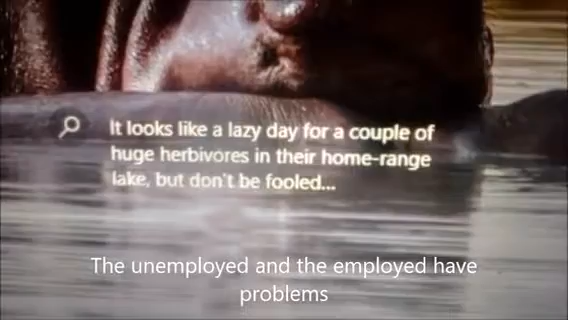 It looks like a lazy day for a couple of
huge herbivores in their home-range
lake, but don't be fooled...
The unemployed and the employed have
problems